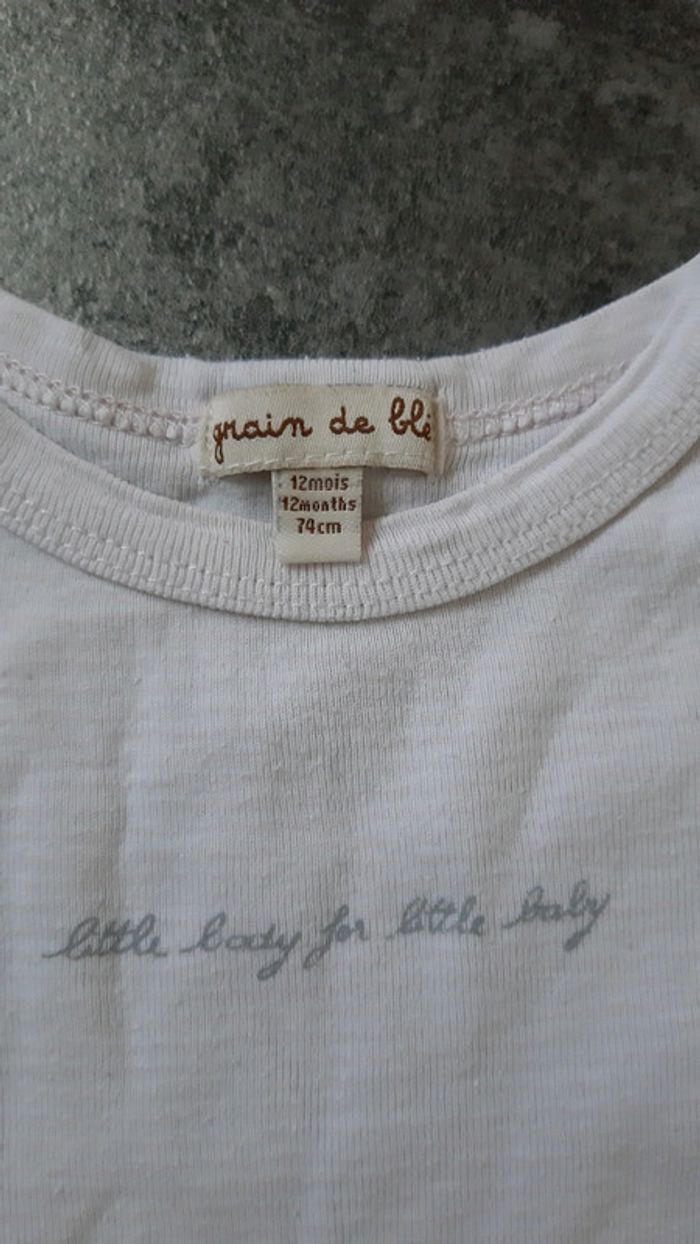 grain de blé
12mois
12months
74cm
little body for little baby